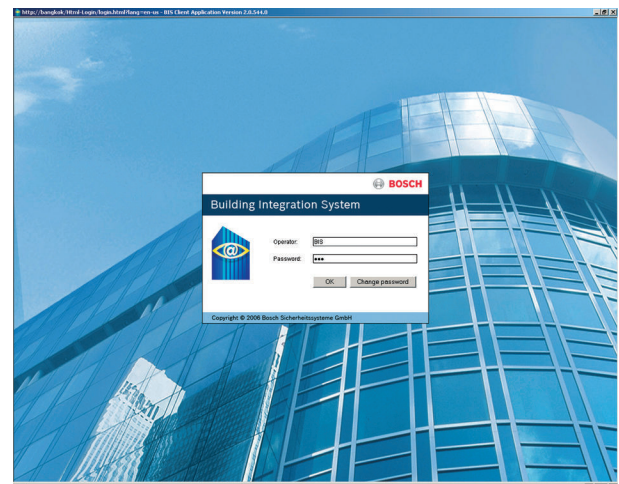 http://bangkok/Html-Login/login.html?lang=en-us - BIS Client Application Version 2.0.544.0
BOSCH
Building Integration System
@
Operator: BIS
Password: •••
OK Change password
Copyright © 2006 Bosch Sicherheitssysteme GmbH